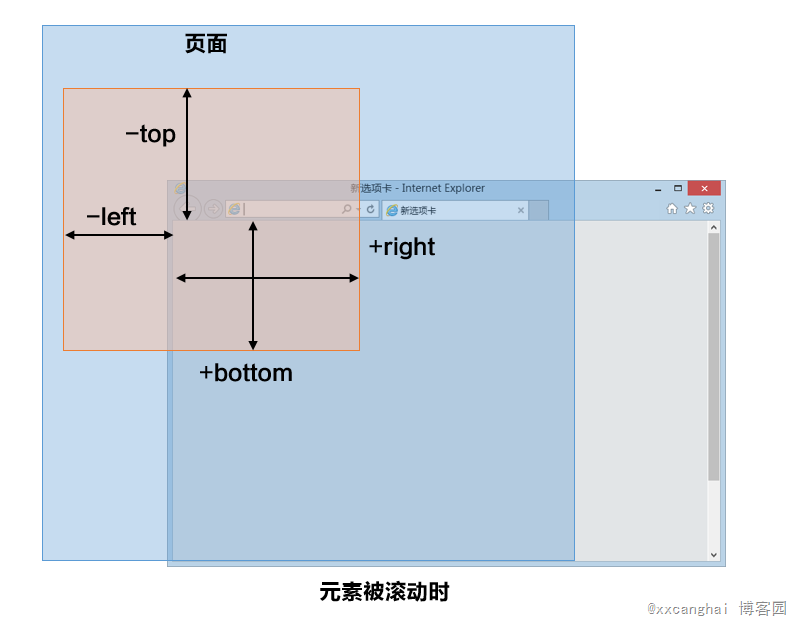 页面
-top
新选项卡 - Internet Explorer
-left
新选项卡
+right
+bottom
元素被滚动时
@xxcanghai 博客园